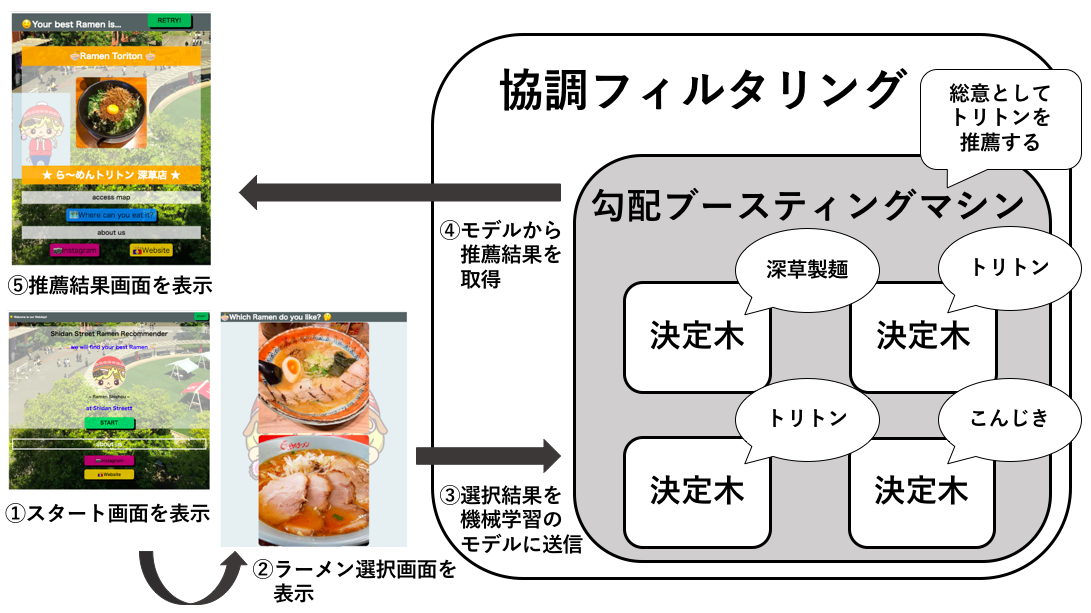 Your best Ramen is...
RETRY!
Ramen Toriton
★ ら〜めんトリトン 深草店 ★
access map
Where can you eat is?
about us
Instagram
Website
⑤推薦結果画面を表示
Shidan Street Ramen Recommender
we will find your best Ramen
at Shidan Street!!
START
about us
Instagram
Website
①スタート画面を表示
Which Ramen do you like?
②ラーメン選択画面を
表示
④モデルから
推薦結果を
取得
③選択結果を
機械学習の
モデルに送信
協調フィルタリング
総意として
トリトンを
推薦する
勾配ブースティングマシン
深草製麺
トリトン
決定木
決定木
トリトン
こんじき
決定木
決定木